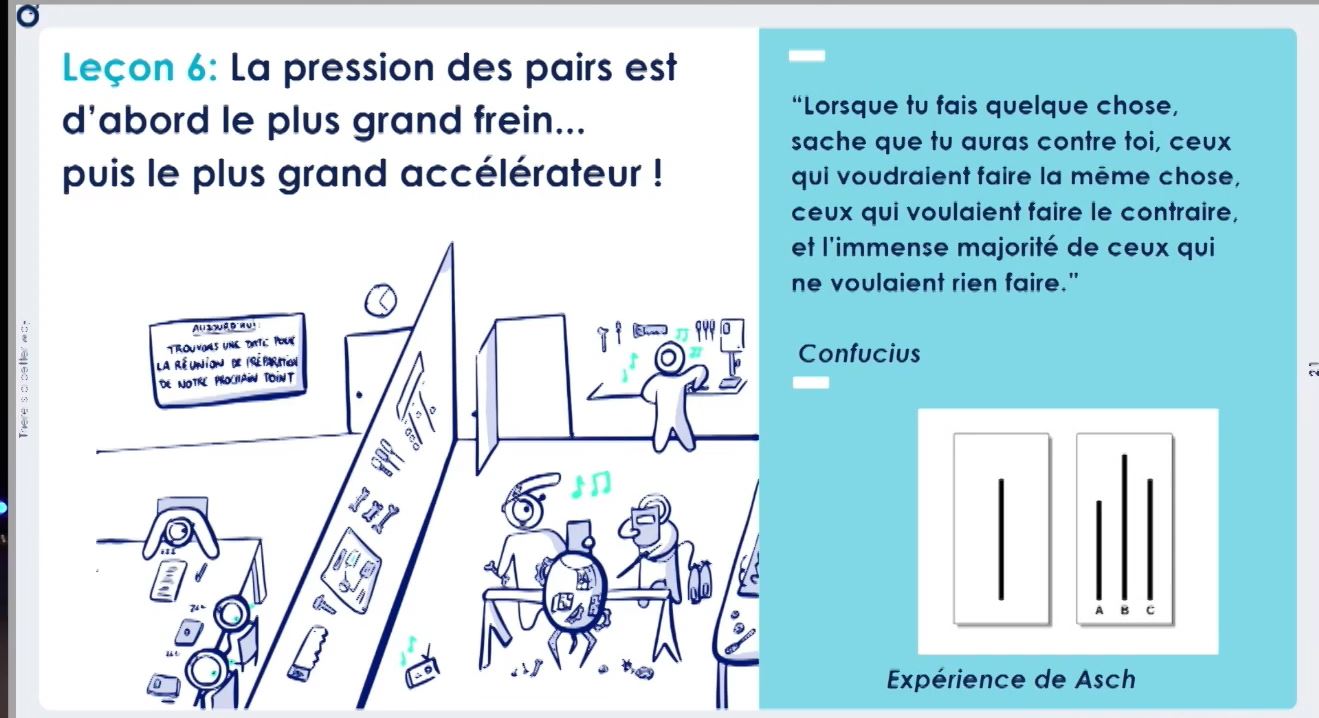 Leçon 6: La pression des pairs est
d'abord le plus grand frein...
puis le plus grand accélérateur !
AUJOURD'HUI:
TROUVONS UNE DATE POUR
LA RÉUNION DE PRÉPARATION
DE NOTRE PROCHAIN POINT
"Lorsque tu fais quelque chose,
sache que tu auras contre toi, ceux
qui voudraient faire la même chose,
ceux qui voulaient faire le contraire,
et l'immense majorité de ceux qui
ne voulaient rien faire."
Confucius
A B C
Expérience de Asch
21